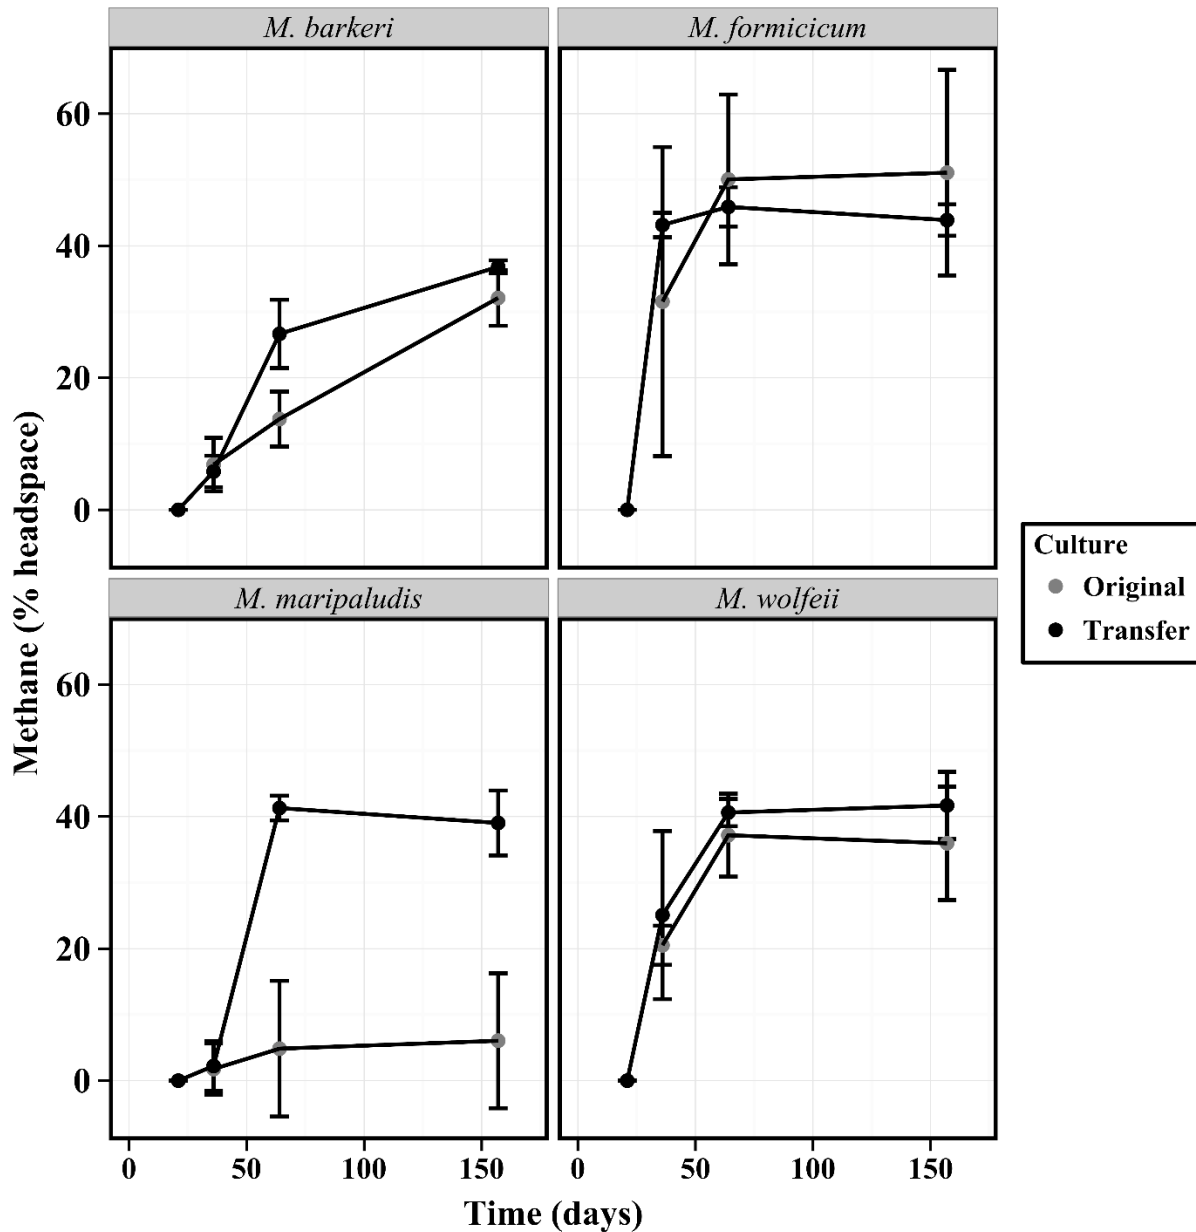 M. barkeri
M. formicicum
60
40
20
0
M. maripaludis
M. wolfeii
60
40
20
0
0 50 100 150
0 50 100 150
Methane (% headspace)
Time (days)
Culture
Original
Transfer